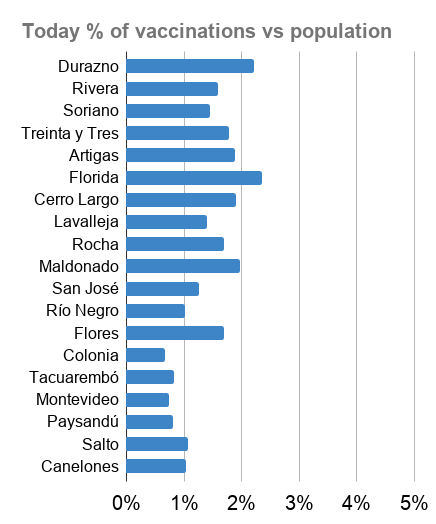 Today % of vaccinations vs population
Durazno
Rivera
Soriano
Treinta y Tres
Artigas
Florida
Cerro Largo
Lavalleja
Rocha
Maldonado
San José
Río Negro
Flores
Colonia
Tacuarembó
Montevideo
Paysandú
Salto
Canelones
0% 1% 2% 3% 4% 5%